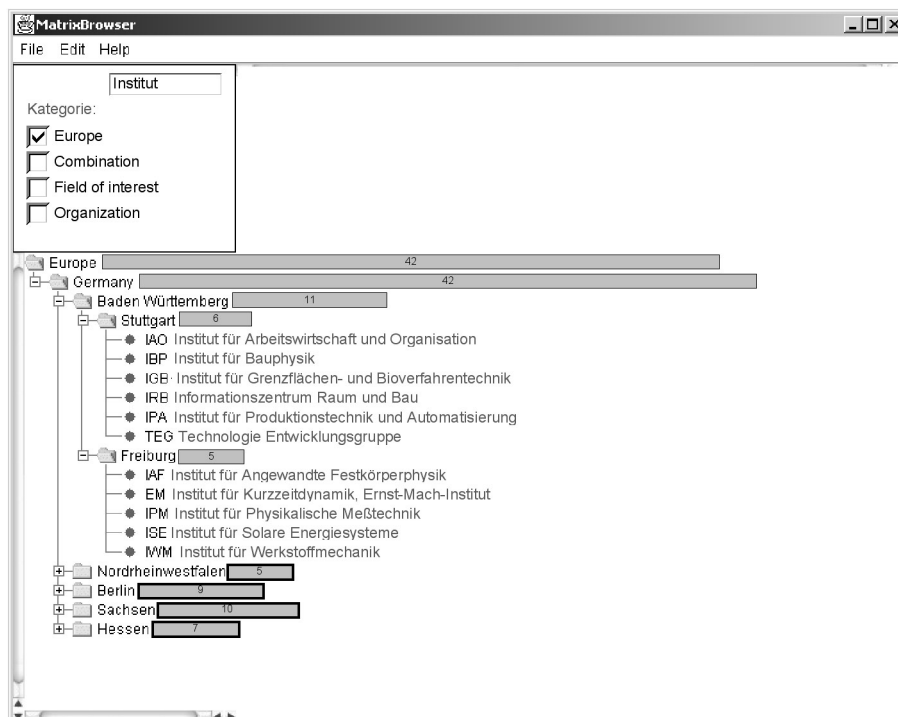 MatrixBrowser
File Edit Help
Institut
Kategorie:
Europe
Combination
Field of interest
Organization
Europe 42
Germany 42
Baden Württemberg 11
Stuttgart 6
IAO Institut für Arbeitswirtschaft und Organisation
IBP Institut für Bauphysik
IGB Institut für Grenzflächen- und Bioverfahrentechnik
IRB Informationszentrum Raum und Bau
IPA Institut für Produktionstechnik und Automatisierung
TEG Technologie Entwicklungsgruppe
Freiburg 5
IAF Institut für Angewandte Festkörperphysik
EM Institut für Kurzzeitdynamik, Ernst-Mach-Institut
IPM Institut für Physikalische Meßtechnik
ISE Institut für Solare Energiesysteme
IWM Institut für Werkstoffmechanik
Nordrheinwestfalen 5
Berlin 9
Sachsen 10
Hessen 7